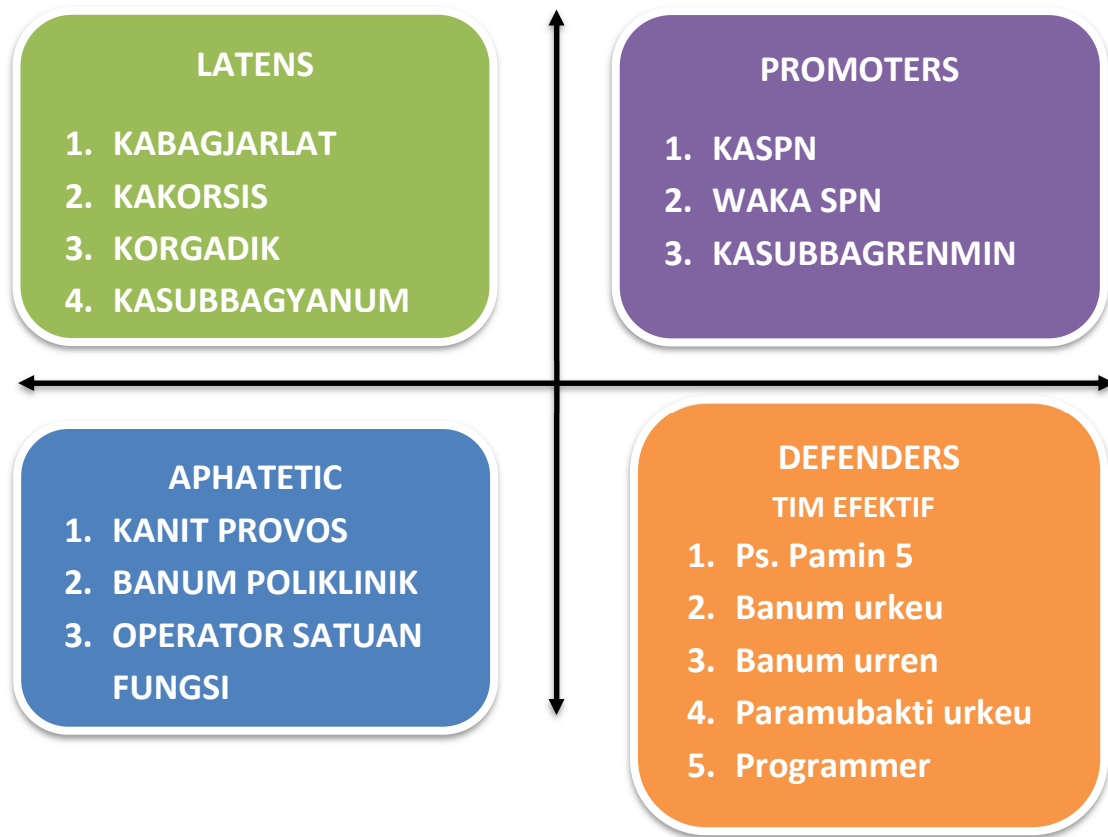 LATENS
1. KABAGJARLAT
2. KAKORSIS
3. KORGADIK
4. KASUBBAGYANUM
PROMOTERS
1. KASPN
2. WAKA SPN
3. KASUBBAGRENMIN
APHATETIC
1. KANIT PROVOS
2. BANUM POLIKLINIK
3. OPERATOR SATUAN
FUNGSI
DEFENDERS
TIM EFEKTIF
1. Ps. Pamin 5
2. Banum urkeu
3. Banum urren
4. Paramubakti urkeu
5. Programmer